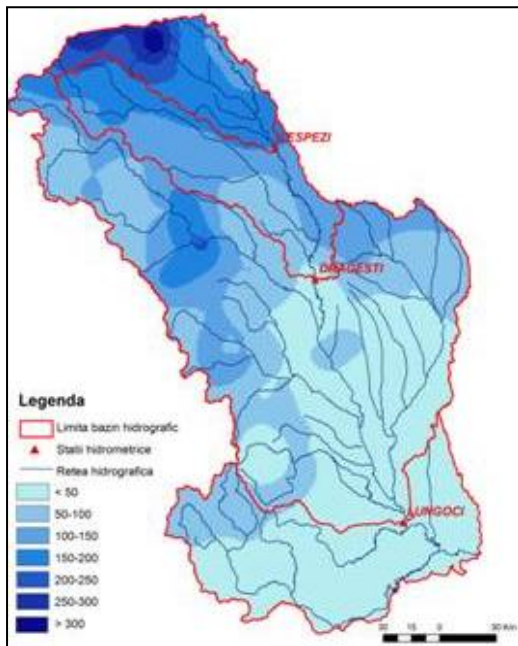 LESPEZI
DRAGESTI
LUNGOCI
Legenda
Limita bazin hidrografic
Statii hidrometrice
Retea hidrografica
< 50
50-100
100-150
150-200
200-250
250-300
> 300
30 15 0 30 Km